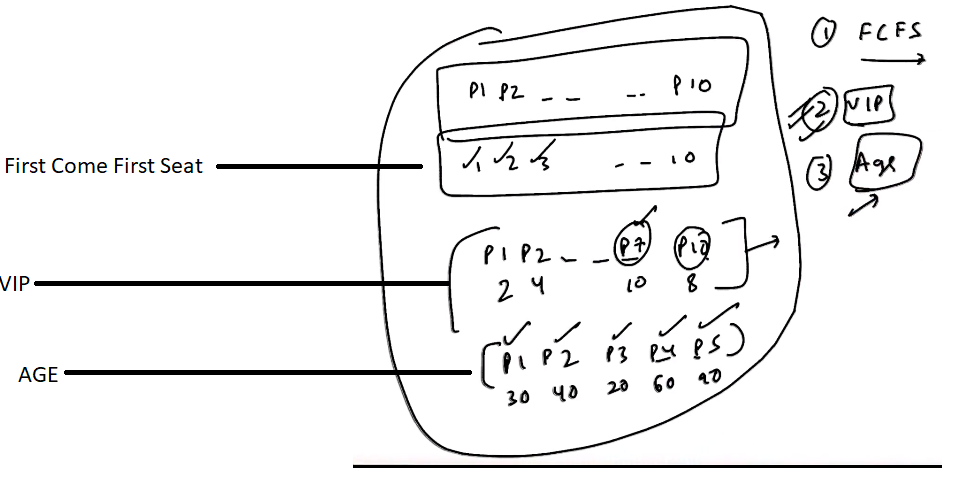 ① FCFS
P1 P2 _ _ .. P10
② VIP
First Come First Seat
1 2 3 - - 10
③ Age
P1 P2 _ _ P7 P10
VIP
2 4 10 8
P1 P2 P3 P4 P5
AGE
30 40 20 60 90